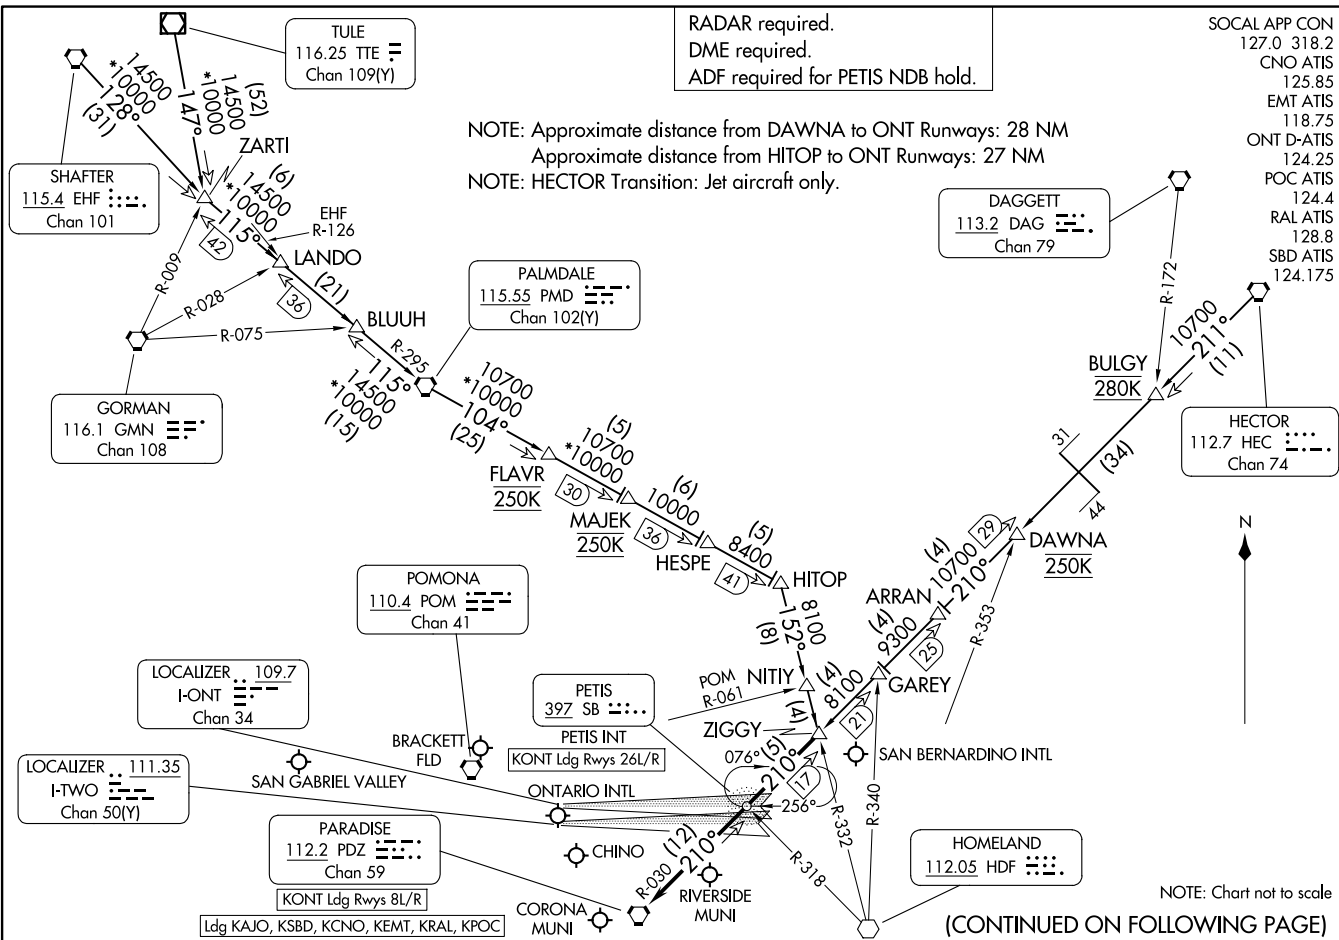 TULE
116.25 TTE
Chan 109(Y)
RADAR required.
DME required.
ADF required for PETIS NDB hold.
SOCAL APP CON
127.0 318.2
CNO ATIS
125.85
EMT ATIS
118.75
ONT D-ATIS
124.25
POC ATIS
124.4
RAL ATIS
128.8
SBD ATIS
124.175
14500
*10000
128°
(31)
(52)
14500
*10000
147°
NOTE: Approximate distance from DAWNA to ONT Runways: 28 NM
Approximate distance from HITOP to ONT Runways: 27 NM
NOTE: HECTOR Transition: Jet aircraft only.
ZARTI
SHAFTER
115.4 EHF
Chan 101
(6)
14500
*10000
115°
42
EHF
R-126
LANDO
R-009
R-028
R-075
36
(21)
BLUUH
DAGGETT
113.2 DAG
Chan 79
R-172
PALMDALE
115.55 PMD
Chan 102(Y)
R-295
115°
14500
*10000
(15)
10700
211°
(11)
BULGY
280K
GORMAN
116.1 GMN
Chan 108
10700
*10000
104°
(25)
HECTOR
112.7 HEC
Chan 74
FLAVR
250K
(5)
10700
*10000
30
31
(34)
44
MAJEK
250K
(6)
10000
36
HESPE
(5)
8400
41
HITOP
N
29
DAWNA
250K
(4)
10700
210°
POMONA
110.4 POM
Chan 41
8100
152°
(8)
ARRAN
(4)
9300
25
R-353
LOCALIZER 109.7
I-ONT
Chan 34
POM
R-061
NITIY
(4)
(4)
8100
21
GAREY
PETIS
397 SB
PETIS INT
KONT Ldg Rwys 26L/R
ZIGGY
BRACKETT
FLD
SAN GABRIEL VALLEY
SAN BERNARDINO INTL
LOCALIZER 111.35
I-TWO
Chan 50(Y)
076°
(5)
210°
17
256°
ONTARIO INTL
R-332
R-340
R-318
PARADISE
112.2 PDZ
Chan 59
CHINO
(12)
210°
R-030
RIVERSIDE
MUNI
HOMELAND
112.05 HDF
KONT Ldg Rwys 8L/R
Ldg KAJO, KSBD, KCNO, KEMT, KRAL, KPOC
CORONA
MUNI
NOTE: Chart not to scale
(CONTINUED ON FOLLOWING PAGE)